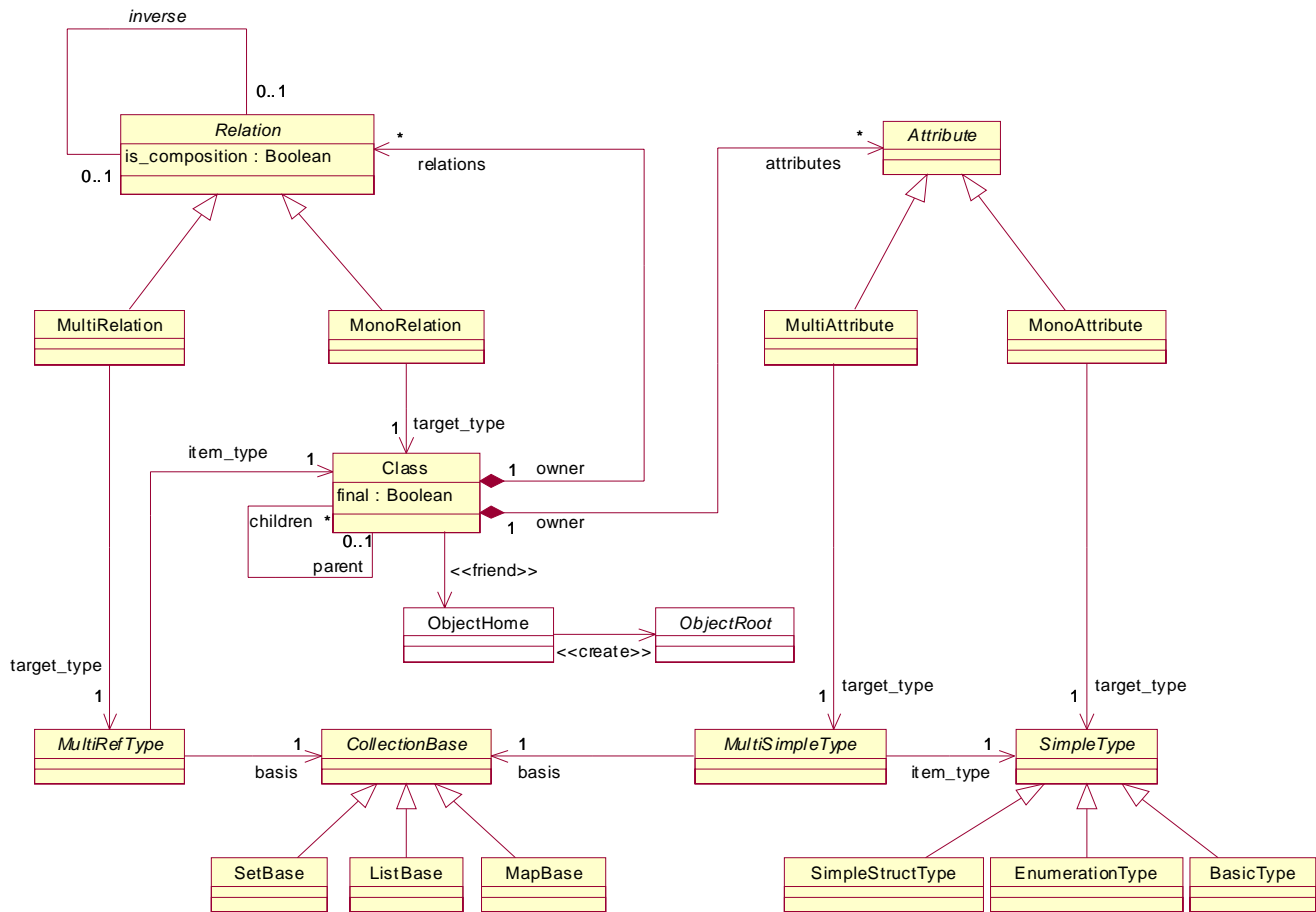 inverse
0..1
Relation
is_composition : Boolean
0..1
*
relations
*
attributes
Attribute
MultiRelation
MonoRelation
MultiAttribute
MonoAttribute
1
target_type
item_type
1
Class
final : Boolean
1
owner
1
owner
children
*
0..1
parent
<<friend>>
ObjectHome
<<create>>
ObjectRoot
target_type
1
1
target_type
1
target_type
MultiRefType
1
basis
CollectionBase
1
basis
MultiSimpleType
1
item_type
SimpleType
SetBase
ListBase
MapBase
SimpleStructType
EnumerationType
BasicType